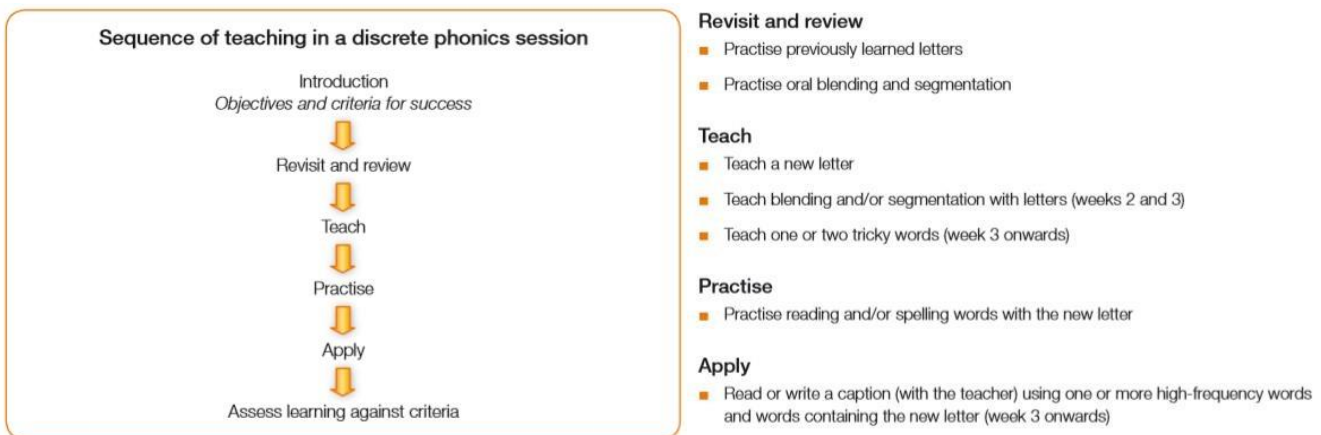 Sequence of teaching in a discrete phonics session
Introduction
Objectives and criteria for success
Revisit and review
Teach
Practise
Apply
Assess learning against criteria
Revisit and review
Practise previously learned letters
Practise oral blending and segmentation
Teach
Teach a new letter
Teach blending and/or segmentation with letters (weeks 2 and 3)
Teach one or two tricky words (week 3 onwards)
Practise
Practise reading and/or spelling words with the new letter
Apply
Read or write a caption (with the teacher) using one or more high-frequency words
and words containing the new letter (week 3 onwards)